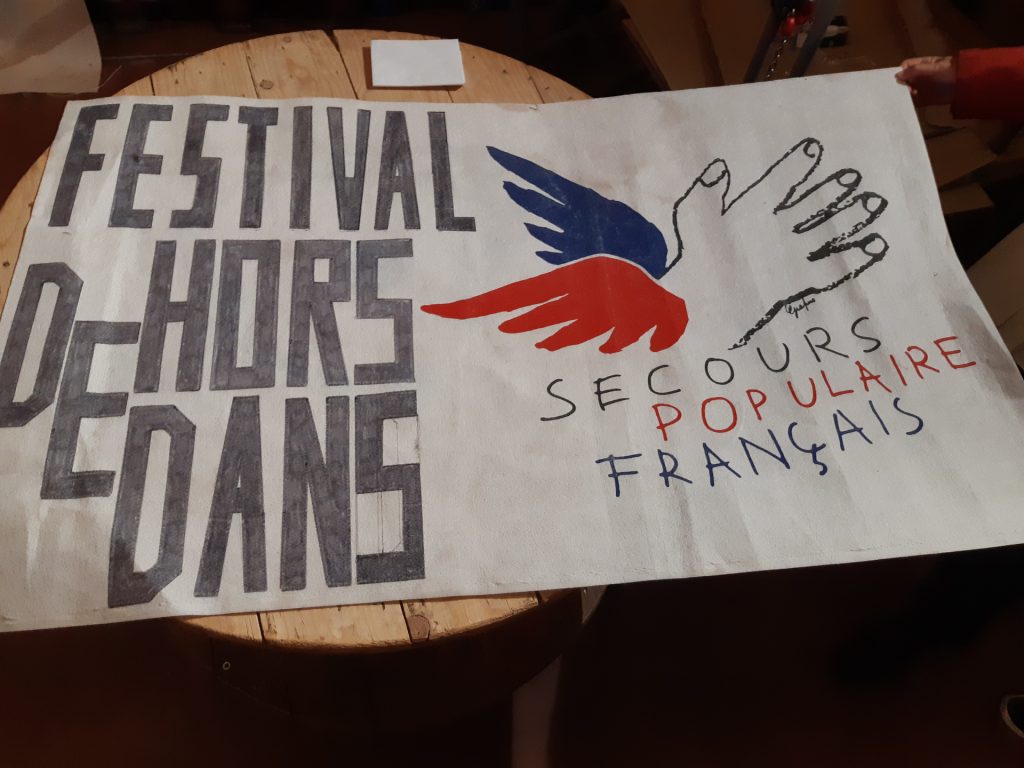 FESTIVAL
DEHORS
DEDANS
SECOURS
POPULAIRE
FRANÇAIS